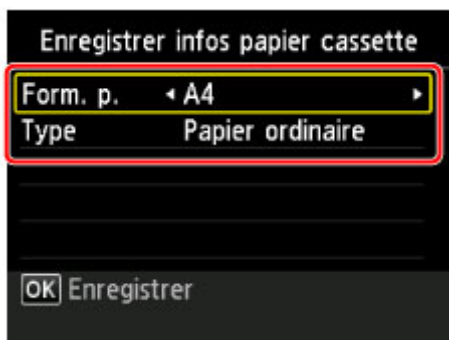 Enregistrer infos papier cassette
Form. p. A4
Type Papier ordinaire
OK Enregistrer